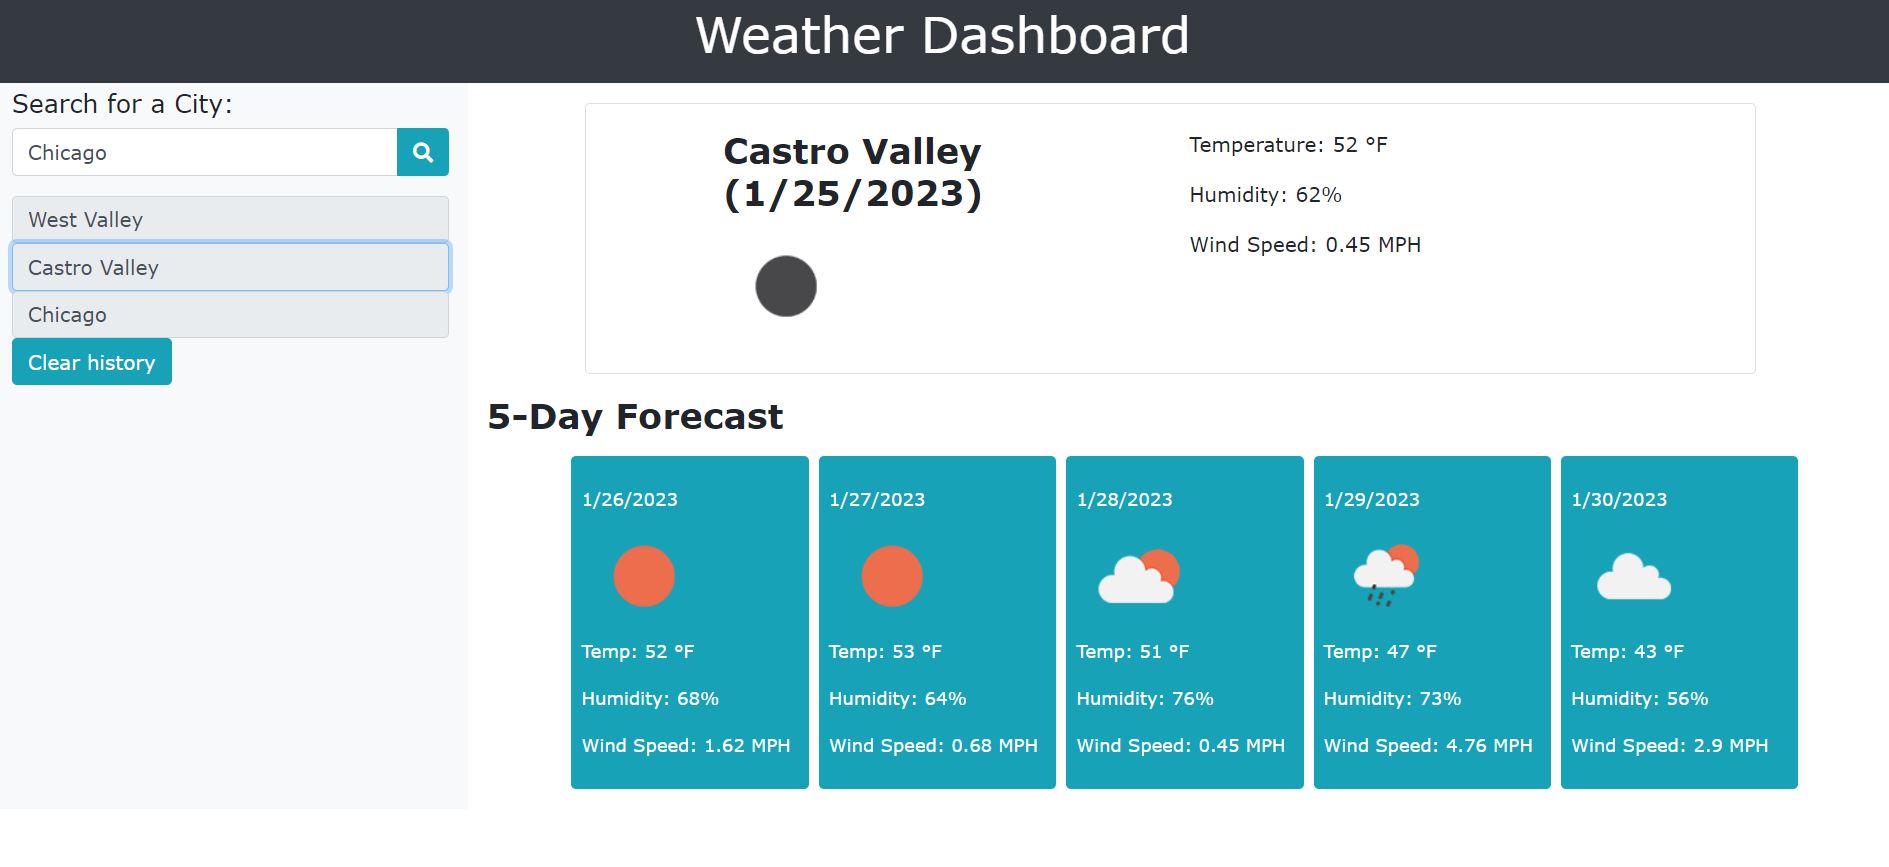 Weather Dashboard
Search for a City:
Chicago
West Valley
Castro Valley
Chicago
Clear history
Castro Valley
(1/25/2023)
Temperature: 52 °F
Humidity: 62%
Wind Speed: 0.45 MPH
5-Day Forecast
1/26/2023
Temp: 52 °F
Humidity: 68%
Wind Speed: 1.62 MPH
1/27/2023
Temp: 53 °F
Humidity: 64%
Wind Speed: 0.68 MPH
1/28/2023
Temp: 51 °F
Humidity: 76%
Wind Speed: 0.45 MPH
1/29/2023
Temp: 47 °F
Humidity: 73%
Wind Speed: 4.76 MPH
1/30/2023
Temp: 43 °F
Humidity: 56%
Wind Speed: 2.9 MPH